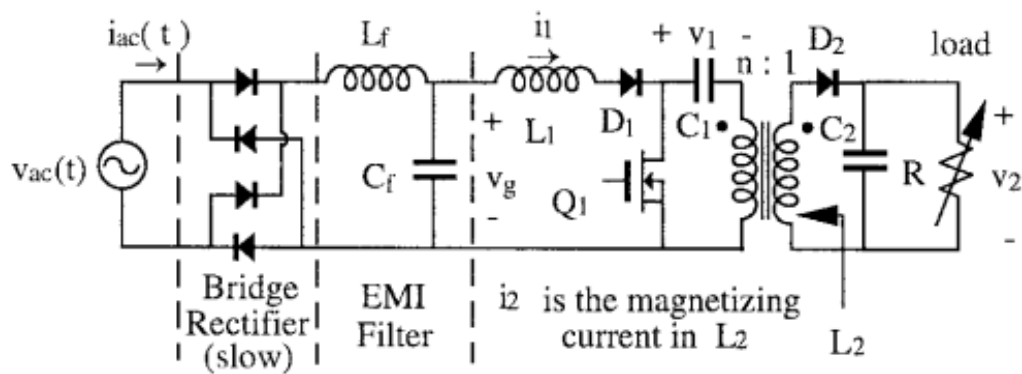 iac(t)
Lf
i1
+ v1 -
n : 1
D2
load
vac(t)
Cf
+
vg
-
L1
D1
Q1
C1
C2
R
+
v2
-
Bridge
Rectifier
(slow)
EMI
Filter
i2 is the magnetizing
current in L2
L2